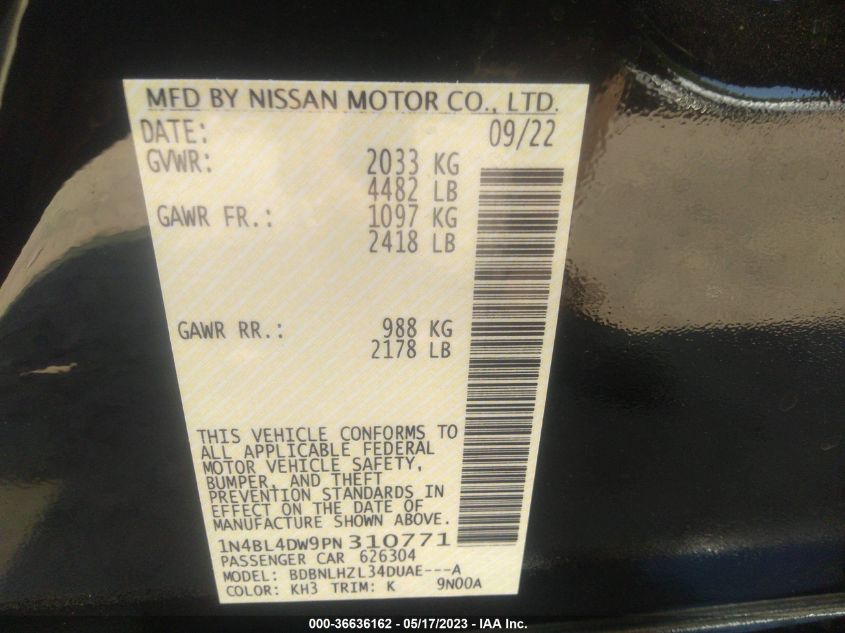 MFD BY NISSAN MOTOR CO., LTD.
DATE: 09/22
GVWR: 2033 KG
4482 LB
GAWR FR.: 1097 KG
2418 LB
GAWR RR.: 988 KG
2178 LB
THIS VEHICLE CONFORMS TO
ALL APPLICABLE FEDERAL
MOTOR VEHICLE SAFETY,
BUMPER, AND THEFT
PREVENTION STANDARDS IN
EFFECT ON THE DATE OF
MANUFACTURE SHOWN ABOVE.
1N4BL4DW9PN310771
PASSENGER CAR 626304
MODEL: BDBNLHZL34DUAE---A
COLOR: KH3 TRIM: K 9N00A
000-36636162 - 05/17/2023 - IAA Inc.